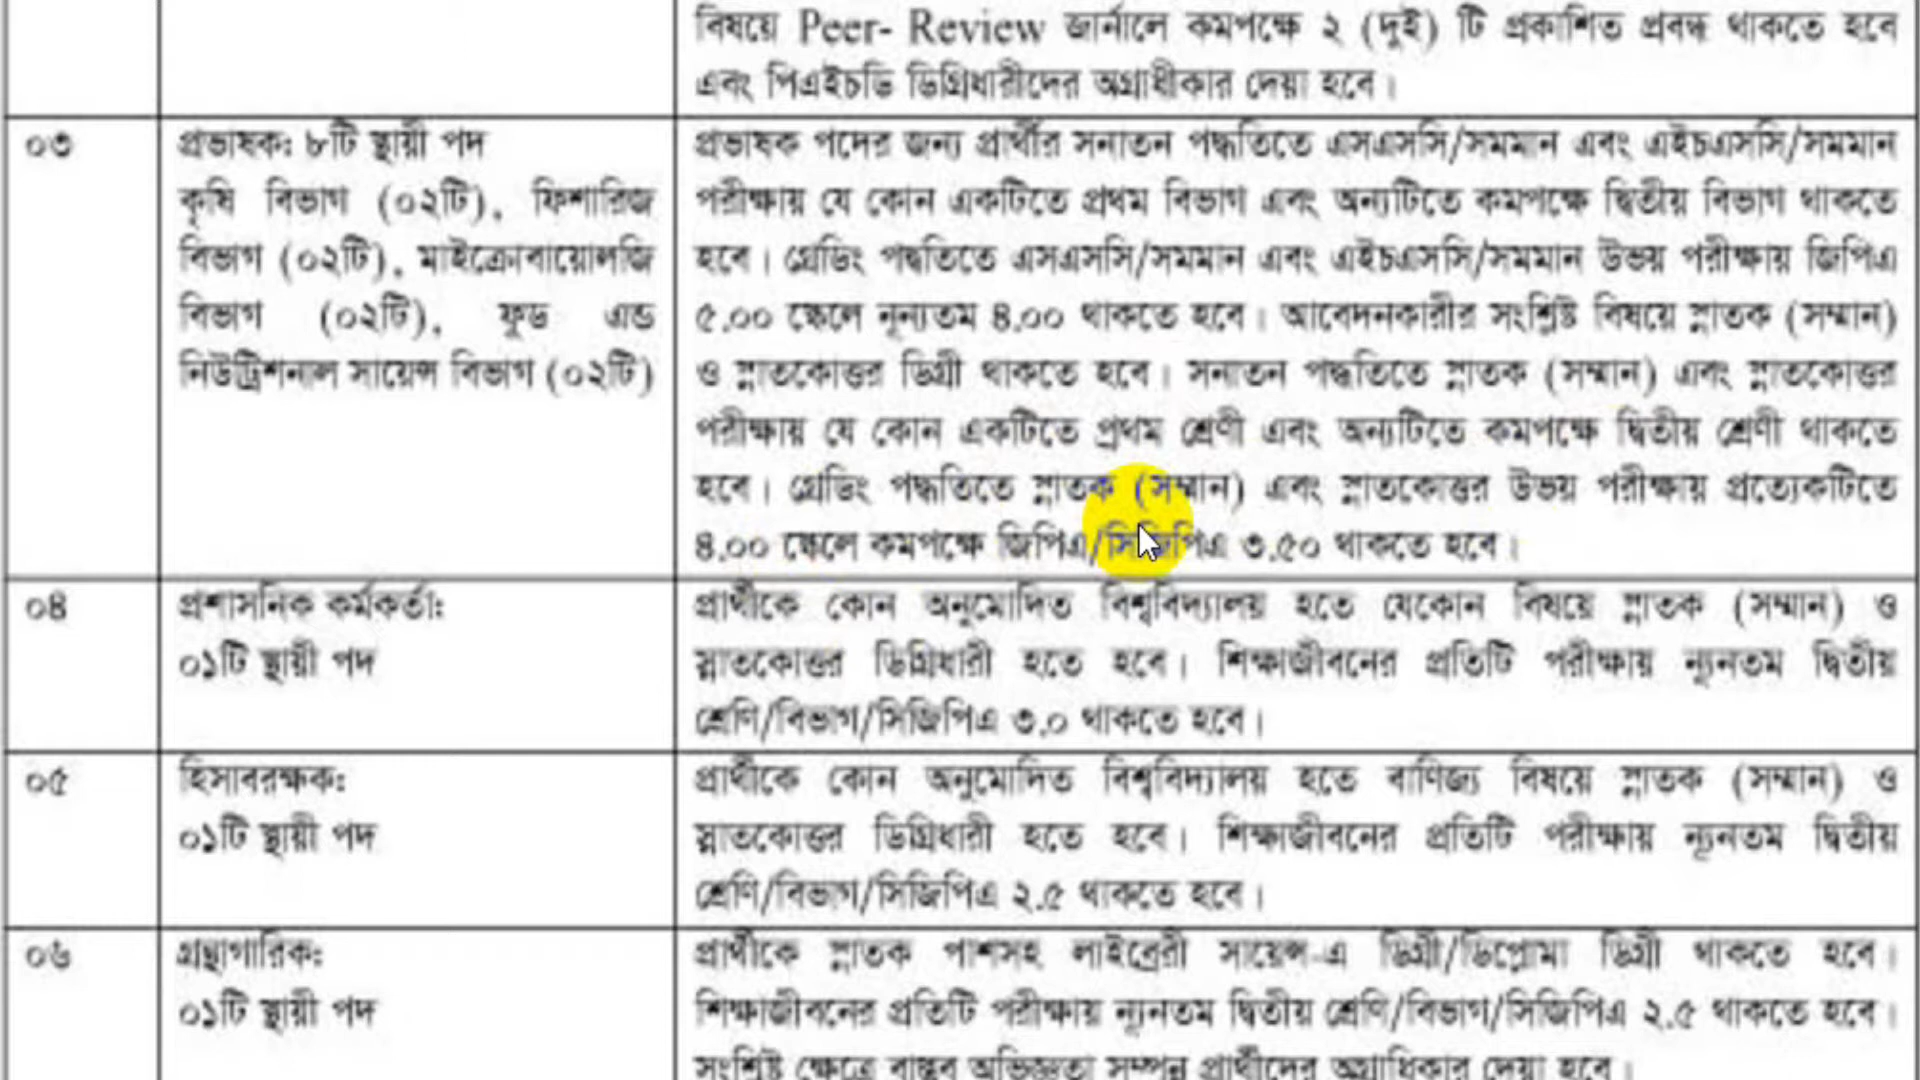 বিষয়ে Peer- Review জার্নালে কমপক্ষে ২ (দুই) টি প্রকাশিত প্রবন্ধ থাকতে হবে
এবং পিএইচডি ডিগ্রিধারীদের অগ্রাধীকার দেয়া হবে।
০৩
প্রভাষক: ৮টি স্থায়ী পদ
কৃষি বিভাগ (০২টি), ফিশারিজ
বিভাগ (০২টি), মাইক্রোবায়োলজি
বিভাগ (০২টি), ফুড এন্ড
নিউট্রিশনাল সায়েন্স বিভাগ (০২টি)
প্রভাষক পদের জন্য প্রার্থীর সনাতন পদ্ধতিতে এসএসসি/সমমান এবং এইচএসসি/সমমান
পরীক্ষায় যে কোন একটিতে প্রথম বিভাগ এবং অন্যটিতে কমপক্ষে দ্বিতীয় বিভাগ থাকতে
হবে। গ্রেডিং পদ্ধতিতে এসএসসি/সমমান এবং এইচএসসি/সমমান উভয় পরীক্ষায় জিপিএ
৫.০০ স্কেলে নূন্যতম ৪.০০ থাকতে হবে। আবেদনকারীর সংশ্লিষ্ট বিষয়ে স্নাতক (সম্মান)
ও স্নাতকোত্তর ডিগ্রী থাকতে হবে। সনাতন পদ্ধতিতে স্নাতক (সম্মান) এবং স্নাতকোত্তর
পরীক্ষায় যে কোন একটিতে প্রথম শ্রেণী এবং অন্যটিতে কমপক্ষে দ্বিতীয় শ্রেণী থাকতে
হবে। গ্রেডিং পদ্ধতিতে স্নাতক (সম্মান) এবং স্নাতকোত্তর উভয় পরীক্ষায় প্রত্যেকটিতে
৪.০০ স্কেলে কমপক্ষে জিপিএ/সিজিপিএ ৩.৫০ থাকতে হবে।
০৪
প্রশাসনিক কর্মকর্তা:
০১টি স্থায়ী পদ
প্রার্থীকে কোন অনুমোদিত বিশ্ববিদ্যালয় হতে যেকোন বিষয়ে স্নাতক (সম্মান) ও
স্নাতকোত্তর ডিগ্রিধারী হতে হবে। শিক্ষাজীবনের প্রতিটি পরীক্ষায় ন্যূনতম দ্বিতীয়
শ্রেণি/বিভাগ/সিজিপিএ ৩.০ থাকতে হবে।
০৫
হিসাবরক্ষক:
০১টি স্থায়ী পদ
প্রার্থীকে কোন অনুমোদিত বিশ্ববিদ্যালয় হতে বাণিজ্য বিষয়ে স্নাতক (সম্মান) ও
স্নাতকোত্তর ডিগ্রিধারী হতে হবে। শিক্ষাজীবনের প্রতিটি পরীক্ষায় ন্যূনতম দ্বিতীয়
শ্রেণি/বিভাগ/সিজিপিএ ২.৫ থাকতে হবে।
০৬
গ্রন্থাগারিক:
০১টি স্থায়ী পদ
প্রার্থীকে স্নাতক পাশসহ লাইব্রেরী সায়েন্স-এ ডিগ্রী/ডিপ্লোমা ডিগ্রী থাকতে হবে।
শিক্ষাজীবনের প্রতিটি পরীক্ষায় ন্যূনতম দ্বিতীয় শ্রেণি/বিভাগ/সিজিপিএ ২.৫ থাকতে হবে।
সংশ্লিষ্ট ক্ষেত্রে বাস্তব অভিজ্ঞতা সম্পন্ন প্রার্থীদের অগ্রাধিকার দেয়া হবে।